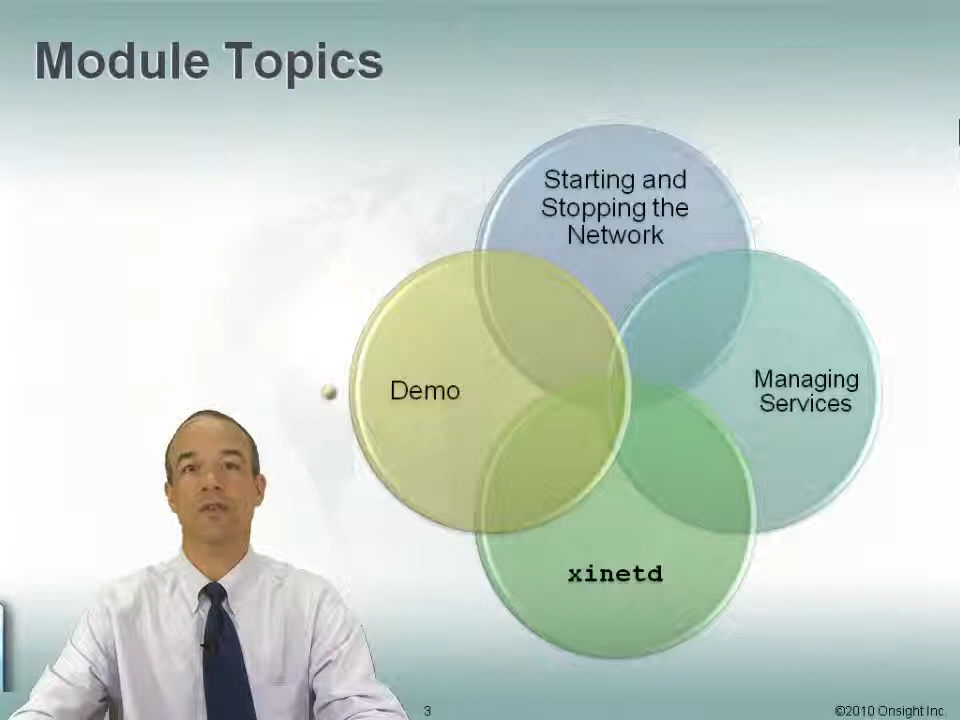 Module Topics
Starting and
Stopping the
Network
Demo
Managing
Services
xinetd
3
©2010 Onsight Inc.